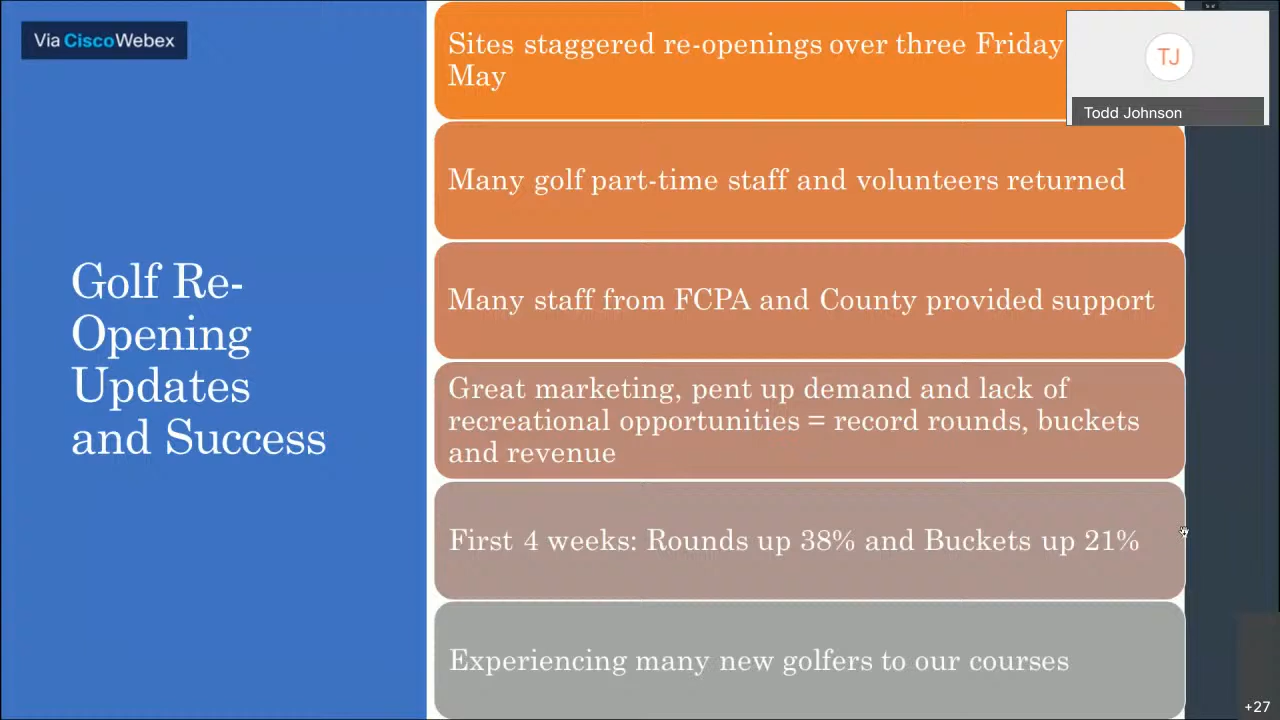 Via CiscoWebex
Golf Re-
Opening
Updates
and Success
Sites staggered re-openings over three Friday
May
Many golf part-time staff and volunteers returned
Many staff from FCPA and County provided support
Great marketing, pent up demand and lack of
recreational opportunities = record rounds, buckets
and revenue
First 4 weeks: Rounds up 38% and Buckets up 21%
Experiencing many new golfers to our courses
TJ
Todd Johnson
+27